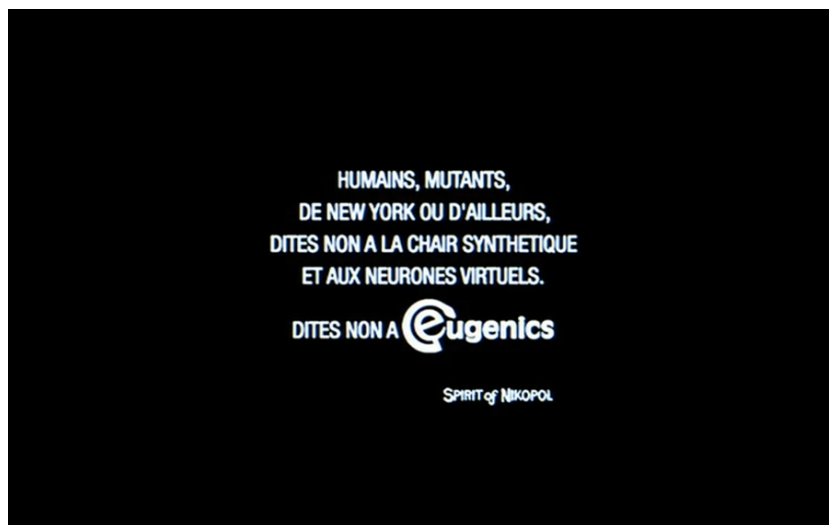 HUMAINS, MUTANTS,
DE NEW YORK OU D'AILLEURS,
DITES NON A LA CHAIR SYNTHETIQUE
ET AUX NEURONES VIRTUELS.
DITES NON A eugenics
SPIRIT of NIKOPOL